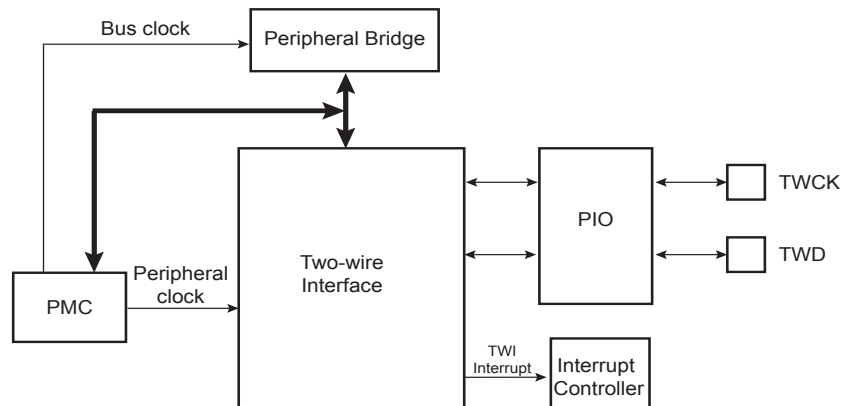 Bus clock
Peripheral Bridge
TWCK
PIO
Two-wire
Interface
TWD
Peripheral
clock
PMC
TWI
Interrupt
Interrupt
Controller